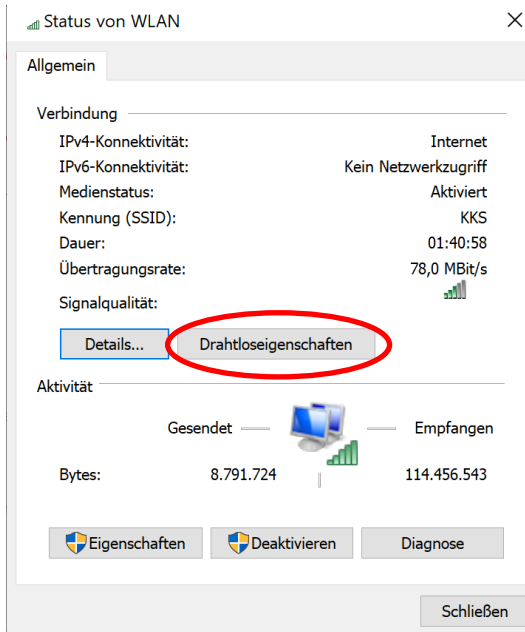 Status von WLAN
Allgemein
Verbindung
IPv4-Konnektivität: Internet
IPv6-Konnektivität: Kein Netzwerkzugriff
Medienstatus: Aktiviert
Kennung (SSID): KKS
Dauer: 01:40:58
Übertragungsrate: 78,0 MBit/s
Signalqualität:
Details... Drahtloseigenschaften
Aktivität
Gesendet Empfangen
Bytes: 8.791.724 114.456.543
Eigenschaften Deaktivieren Diagnose
Schließen